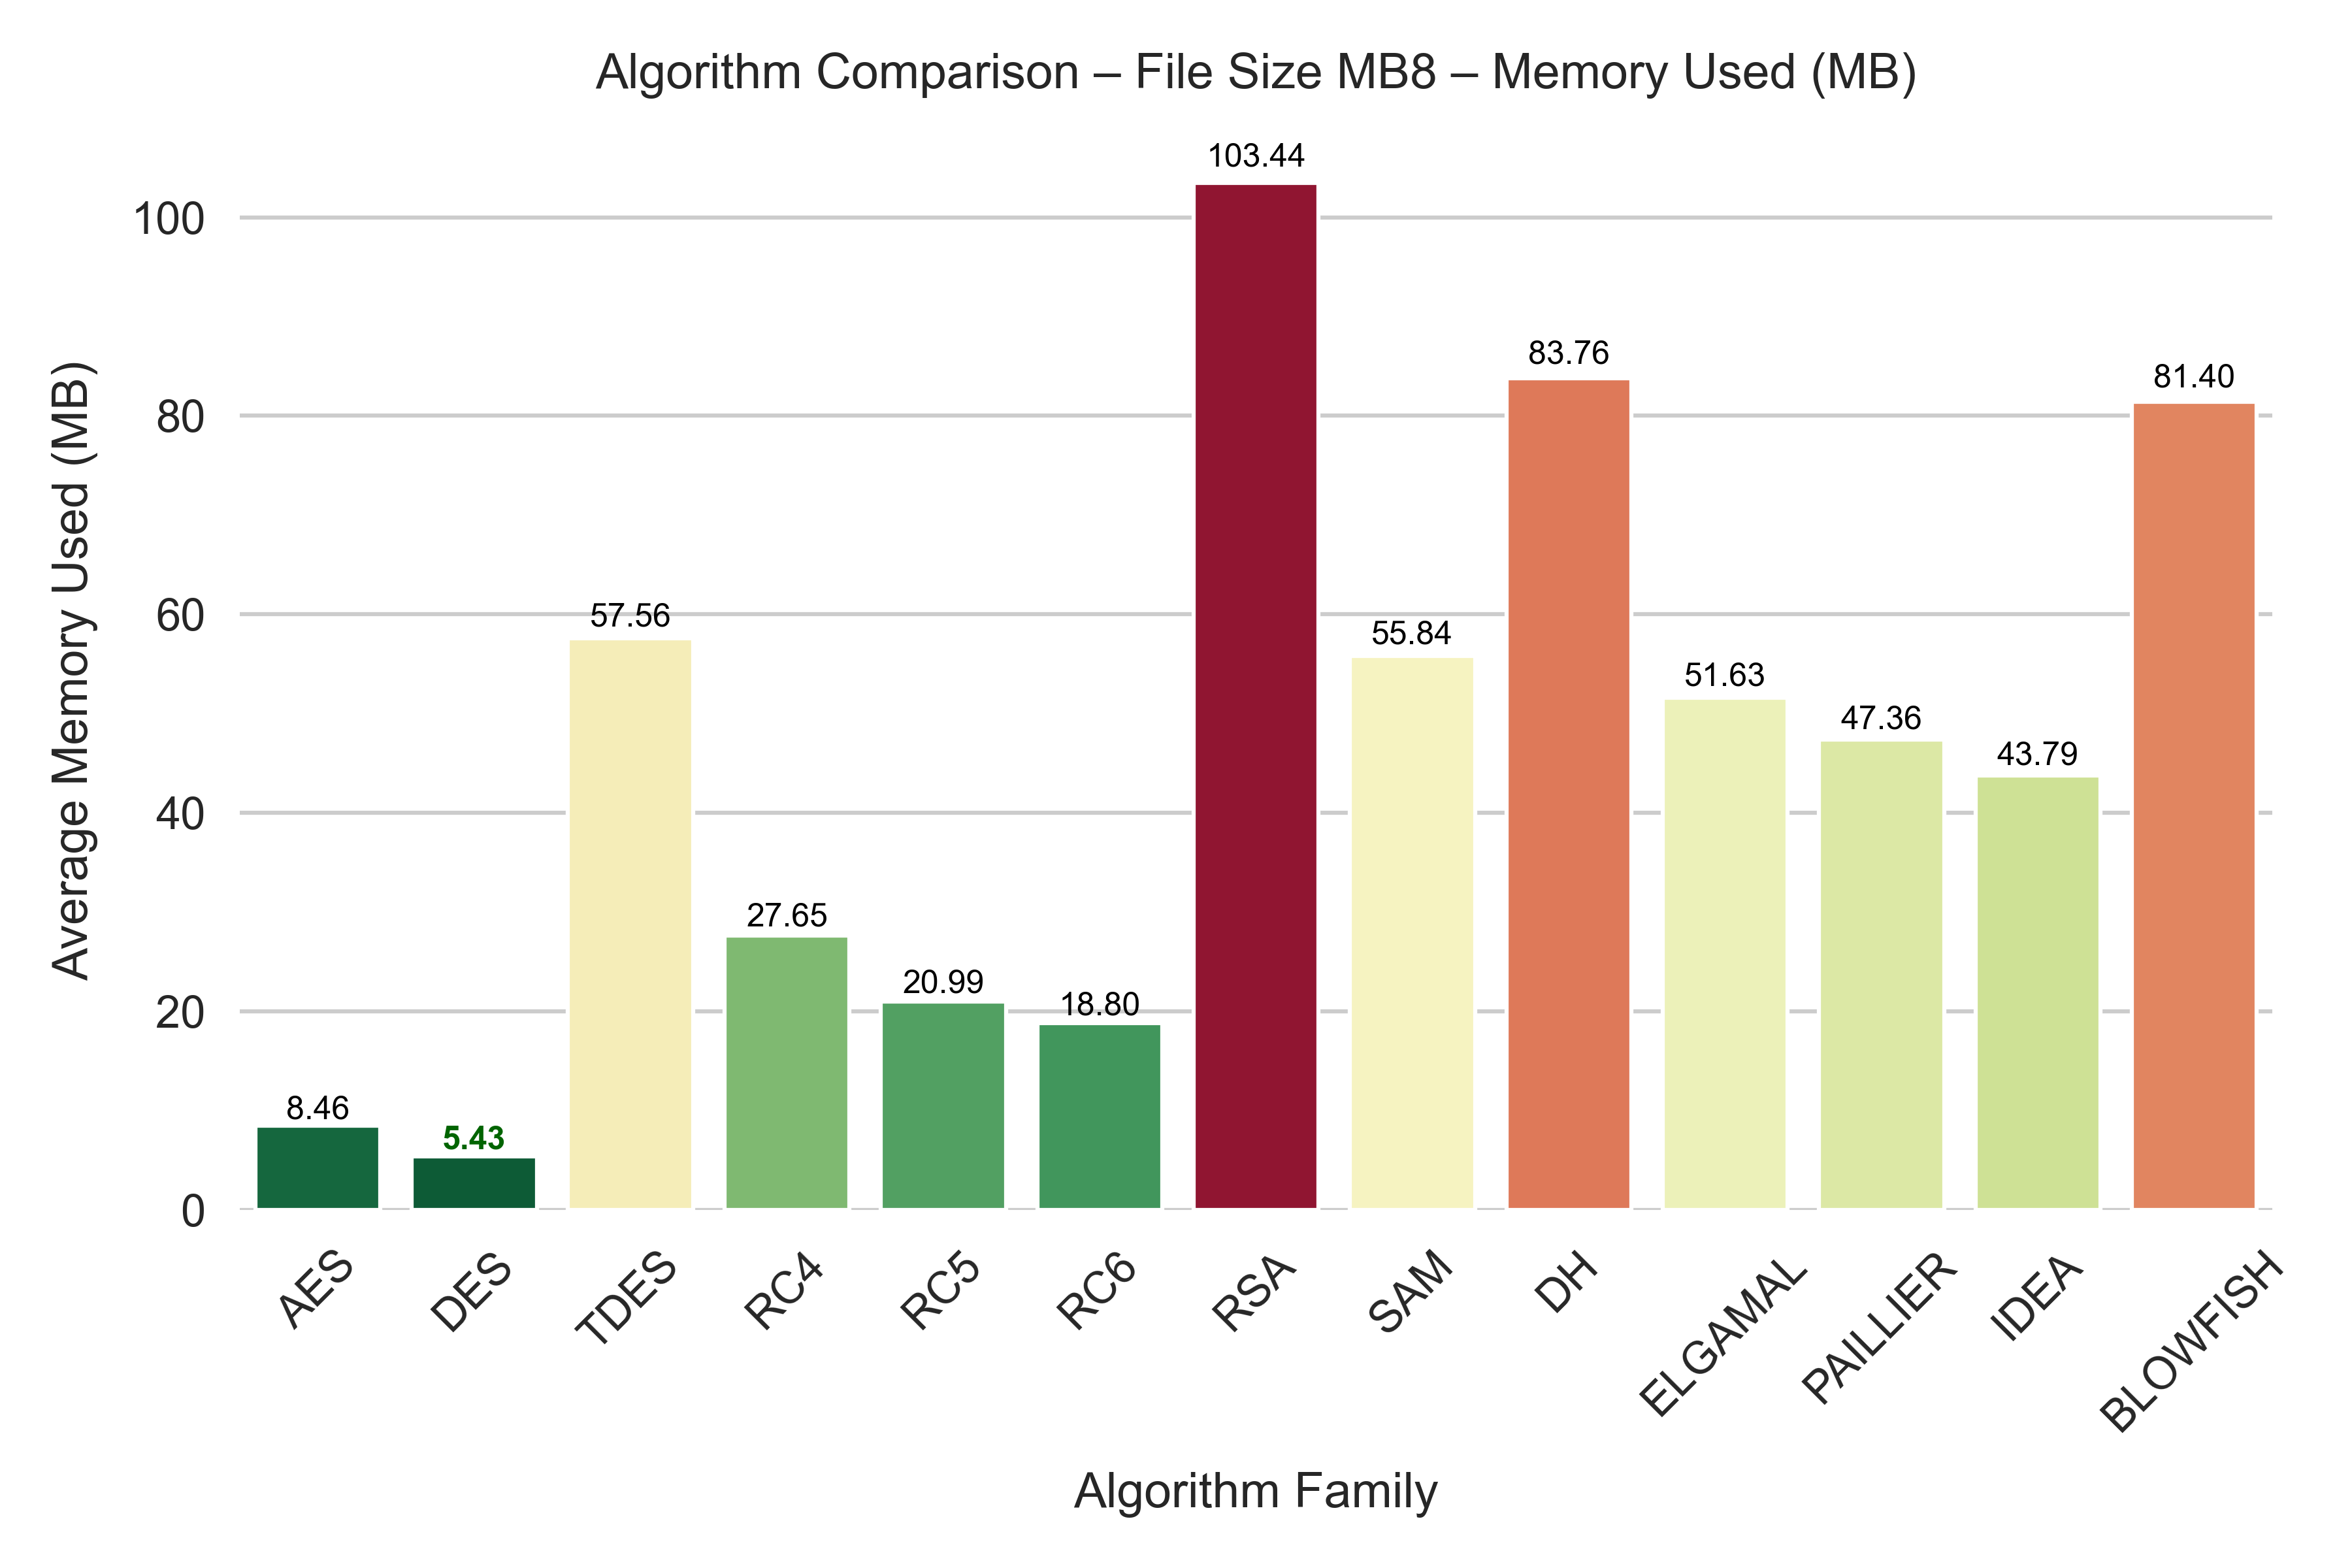 Algorithm Comparison – File Size MB8 – Memory Used (MB)
Average Memory Used (MB)
100
80
60
40
20
0
8.46
5.43
57.56
27.65
20.99
18.80
103.44
55.84
83.76
51.63
47.36
43.79
81.40
AES
DES
TDES
RC4
RC5
RC6
RSA
SAM
DH
ELGAMAL
PAILLIER
IDEA
BLOWFISH
Algorithm Family